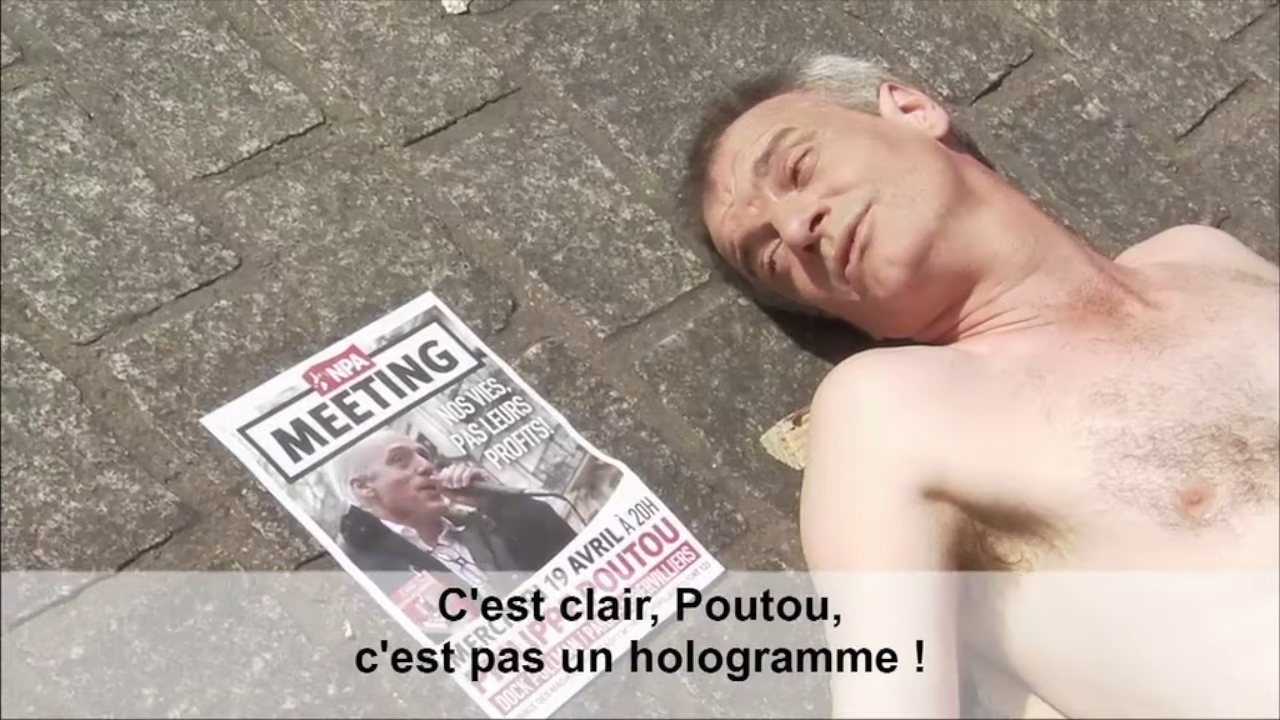 NPA
MEETING
NOS VIES,
PAS LEURS
PROFITS!
19 AVRIL À 20H
POUTOU
C'est clair, Poutou,
c'est pas un hologramme !